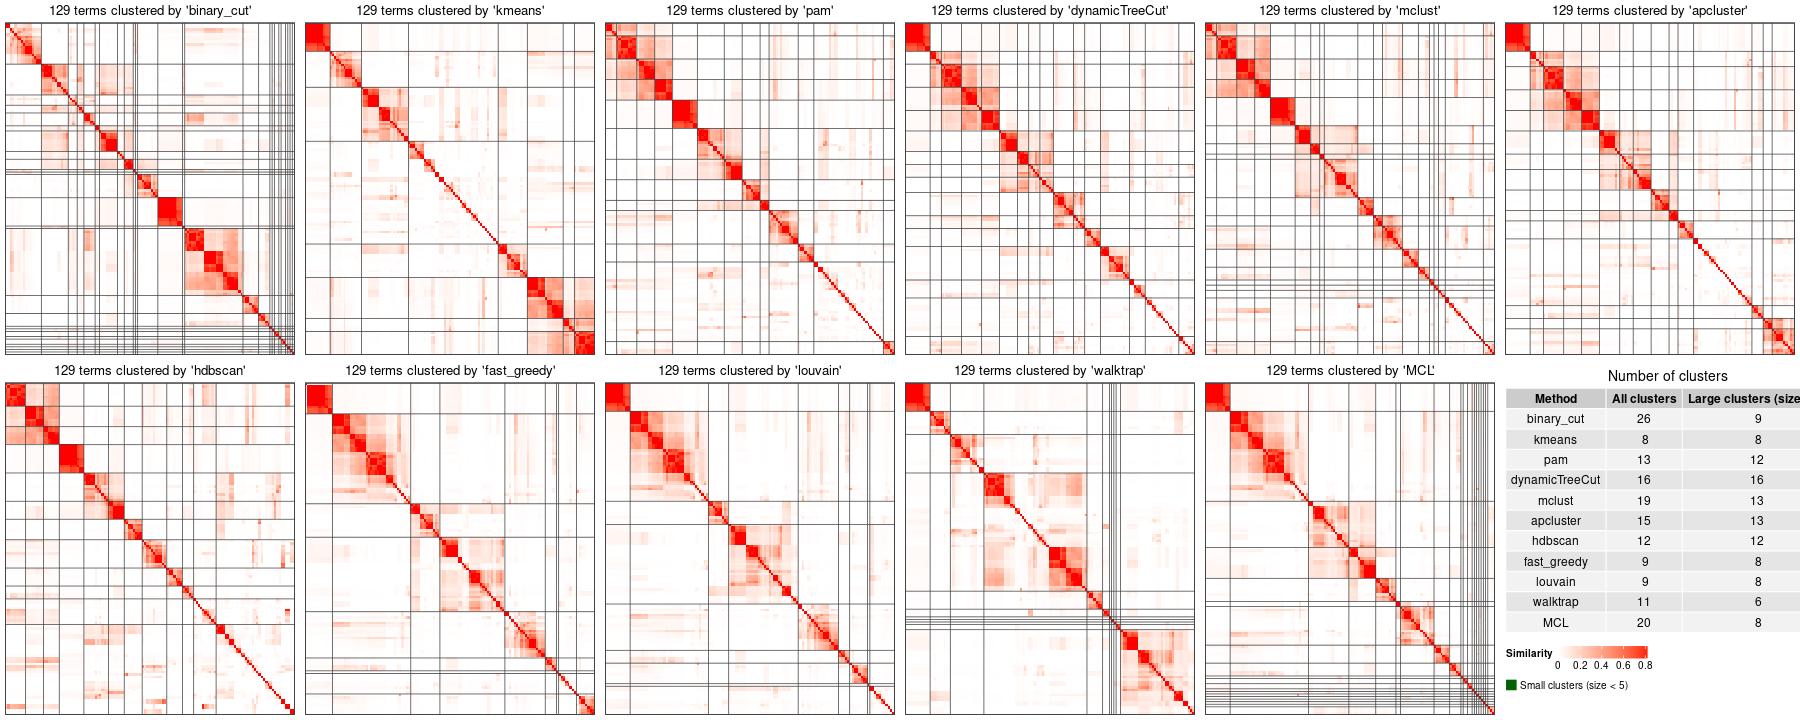 129 terms clustered by 'binary_cut'
129 terms clustered by 'kmeans'
129 terms clustered by 'pam'
129 terms clustered by 'dynamicTreeCut'
129 terms clustered by 'mclust'
129 terms clustered by 'apcluster'
129 terms clustered by 'hdbscan'
129 terms clustered by 'fast_greedy'
129 terms clustered by 'louvain'
129 terms clustered by 'walktrap'
129 terms clustered by 'MCL'
Number of clusters
Method All clusters Large clusters (size
binary_cut 26 9
kmeans 8 8
pam 13 12
dynamicTreeCut 16 16
mclust 19 13
apcluster 15 13
hdbscan 12 12
fast_greedy 9 8
louvain 9 8
walktrap 11 6
MCL 20 8
Similarity
0 0.2 0.4 0.6 0.8
Small clusters (size < 5)